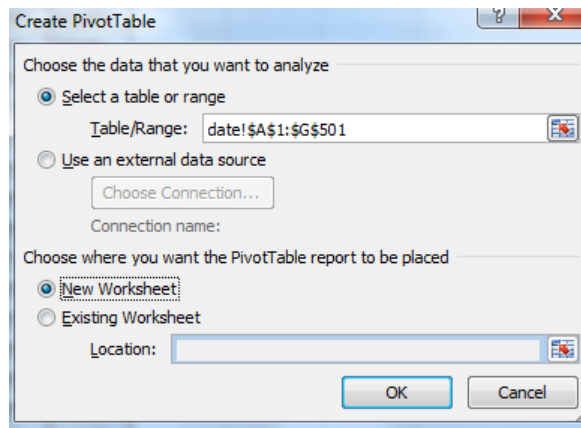 Create PivotTable
?
X
Choose the data that you want to analyze
Select a table or range
Table/Range: date!$A$1:$G$501
Use an external data source
Choose Connection...
Connection name:
Choose where you want the PivotTable report to be placed
New Worksheet
Existing Worksheet
Location:
OK Cancel